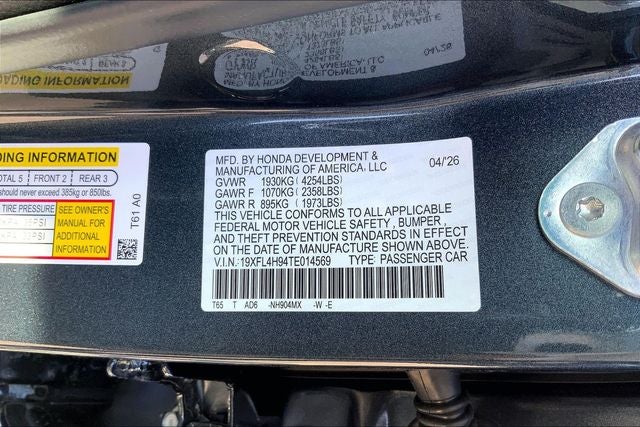 DING INFORMATION
TOTAL 5 | FRONT 2 | REAR 3
should never exceed 385kg or 850lbs.
TIRE PRESSURE
SEE OWNER'S
MANUAL FOR
ADDITIONAL
INFORMATION
T61 A0
MFD. BY HONDA DEVELOPMENT & 04/26
MANUFACTURING OF AMERICA, LLC
GVWR 1930KG (4254LBS)
GAWR F 1070KG (2358LBS)
GAWR R 895KG (1973LBS)
THIS VEHICLE CONFORMS TO ALL APPLICABLE
FEDERAL MOTOR VEHICLE SAFETY , BUMPER ,
AND THEFT PREVENTION STANDARDS IN EFFECT
ON THE DATE OF MANUFACTURE SHOWN ABOVE.
V.I.N.: 19XFL4H94TE014569 TYPE: PASSENGER CAR
T65 T AD6 -NH904MX -W -E